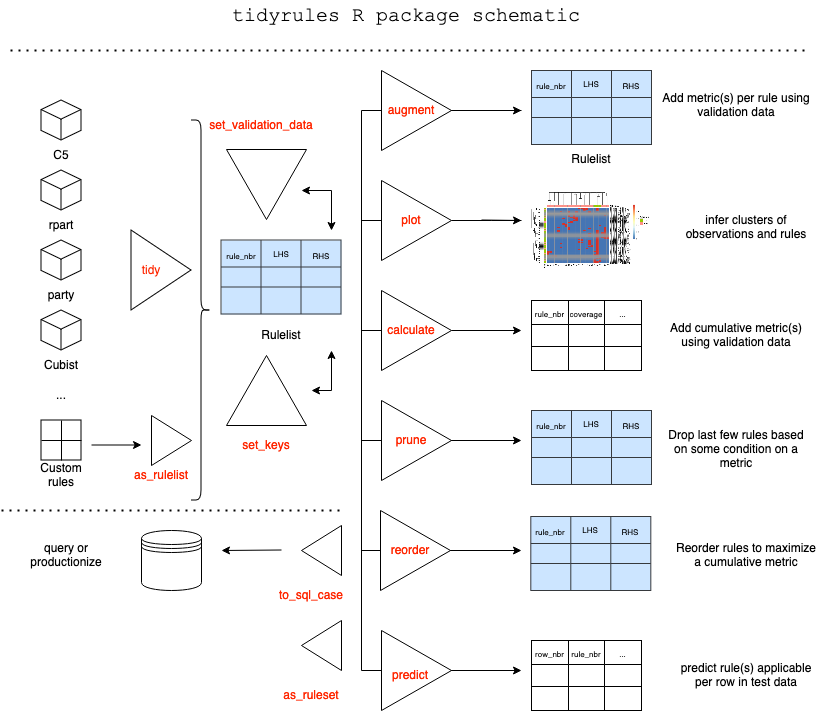 tidyrules R package schematic
C5
rpart
party
Cubist
...
Custom
rules
tidy
as_rulelist
set_validation_data
rule_nbr LHS RHS
Rulelist
set_keys
augment
rule_nbr LHS RHS
Rulelist
Add metric(s) per rule using
validation data
plot
infer clusters of
observations and rules
calculate
rule_nbr coverage ...
Add cumulative metric(s)
using validation data
prune
rule_nbr LHS RHS
Drop last few rules based
on some condition on a
metric
reorder
rule_nbr LHS RHS
Reorder rules to maximize
a cumulative metric
predict
row_nbr rule_nbr ...
predict rule(s) applicable
per row in test data
query or
productionize
to_sql_case
as_ruleset